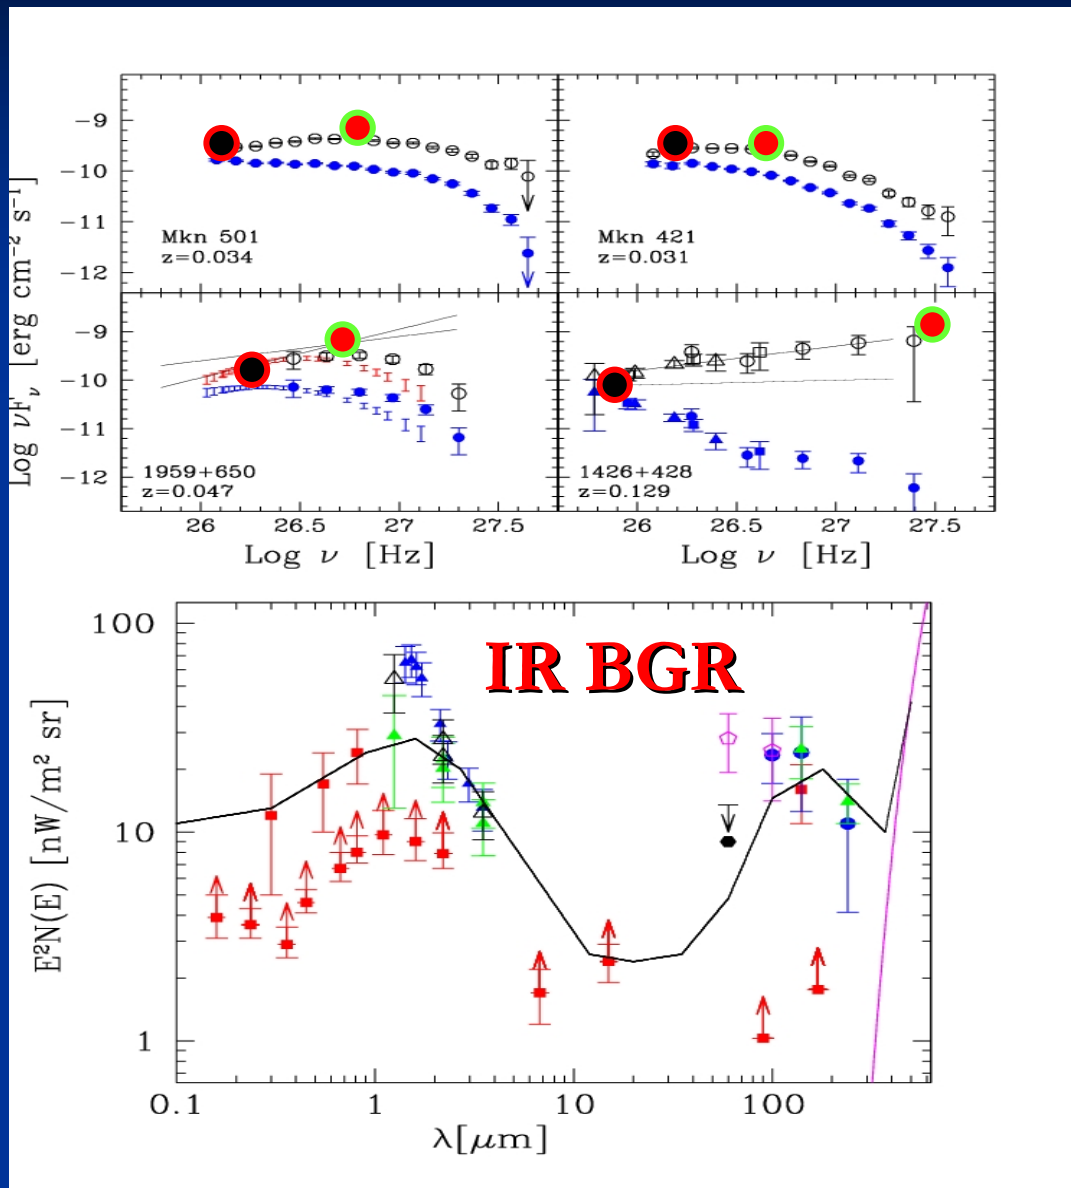 −9
−10
−11
−12
Mkn 501
z=0.034
Mkn 421
z=0.031
−9
−10
−11
−12
1959+650
z=0.047
1426+428
z=0.129
Log νFν [erg cm⁻² s⁻¹]
26 26.5 27 27.5 26 26.5 27 27.5
Log ν [Hz] Log ν [Hz]
IR BGR
100
10
1
E²N(E) [nW/m² sr]
0.1 1 10 100
λ[μm]